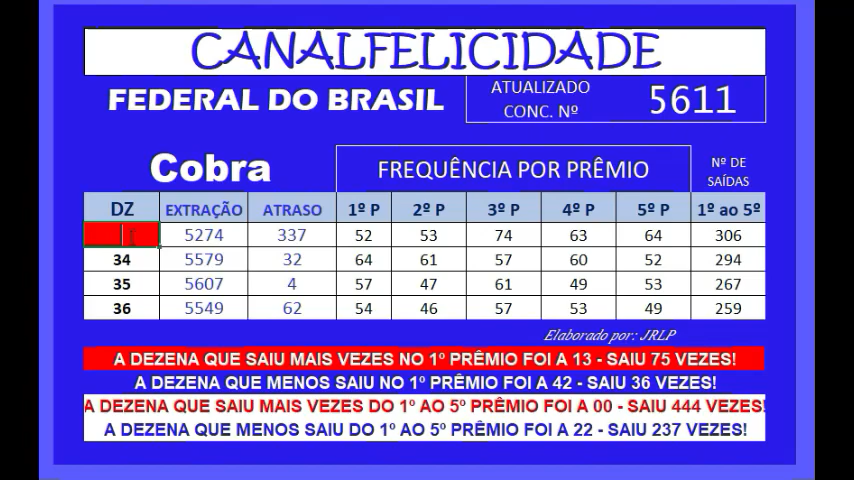 CANALFELICIDADE
FEDERAL DO BRASIL
ATUALIZADO
CONC. Nº
5611
Cobra
FREQUÊNCIA POR PRÊMIO
Nº DE
SAÍDAS
DZ EXTRAÇÃO ATRASO 1º P 2º P 3º P 4º P 5º P 1º ao 5º
5274 337 52 53 74 63 64 306
34 5579 32 64 61 57 60 52 294
35 5607 4 57 47 61 49 53 267
36 5549 62 54 46 57 53 49 259
Elaborado por: JRLP
A DEZENA QUE SAIU MAIS VEZES NO 1º PRÊMIO FOI A 13 - SAIU 75 VEZES!
A DEZENA QUE MENOS SAIU NO 1º PRÊMIO FOI A 42 - SAIU 36 VEZES!
A DEZENA QUE SAIU MAIS VEZES DO 1º AO 5º PRÊMIO FOI A 00 - SAIU 444 VEZES!
A DEZENA QUE MENOS SAIU DO 1º AO 5º PRÊMIO FOI A 22 - SAIU 237 VEZES!